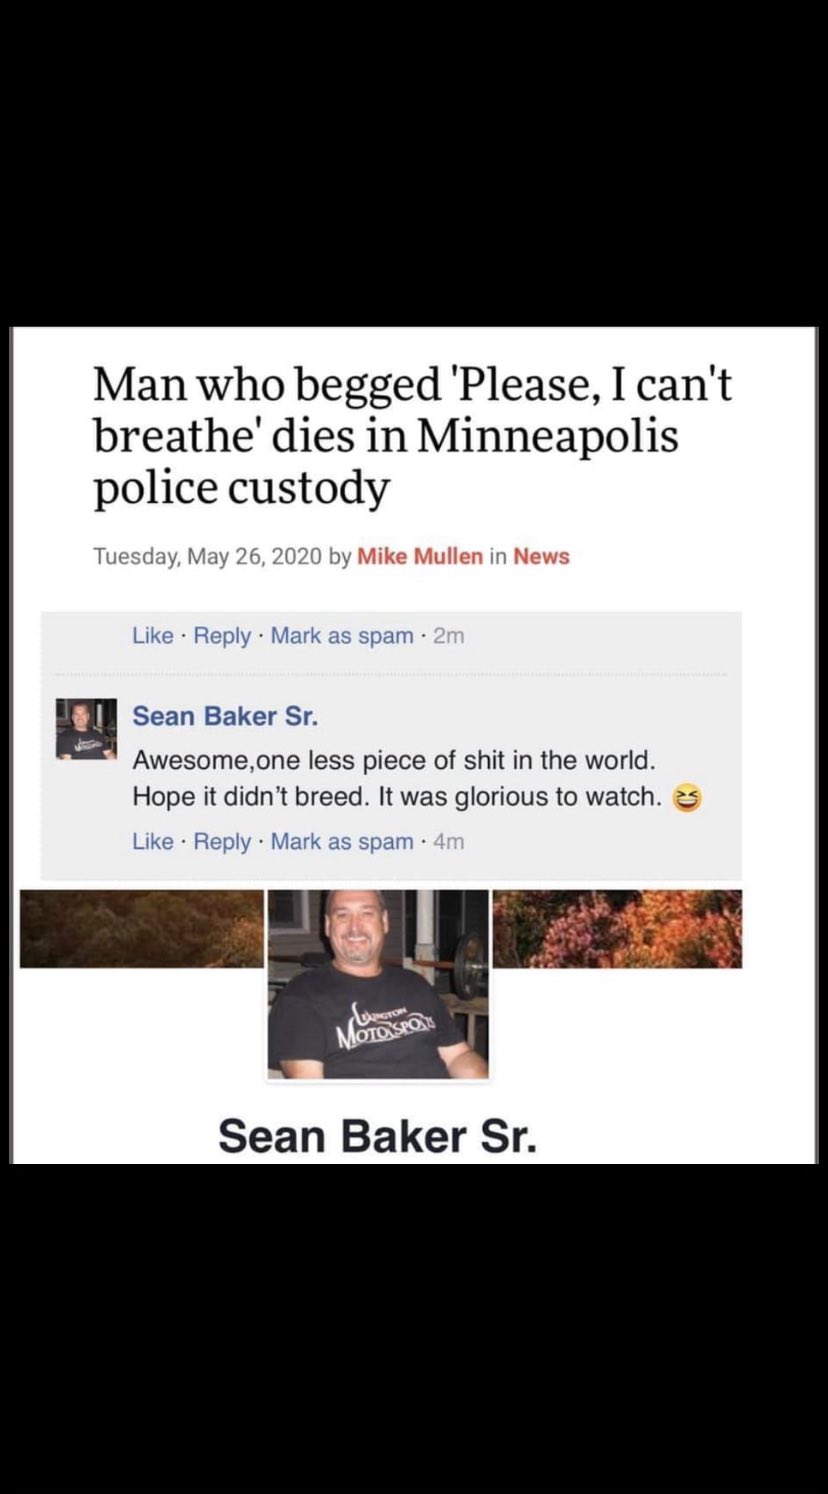 Man who begged 'Please, I can't
breathe' dies in Minneapolis
police custody
Tuesday, May 26, 2020 by Mike Mullen in News
Like · Reply · Mark as spam · 2m
Sean Baker Sr.
Awesome,one less piece of shit in the world.
Hope it didn’t breed. It was glorious to watch. 😆
Like · Reply · Mark as spam · 4m
LEXINGTON
MOTORSPORTS
Sean Baker Sr.